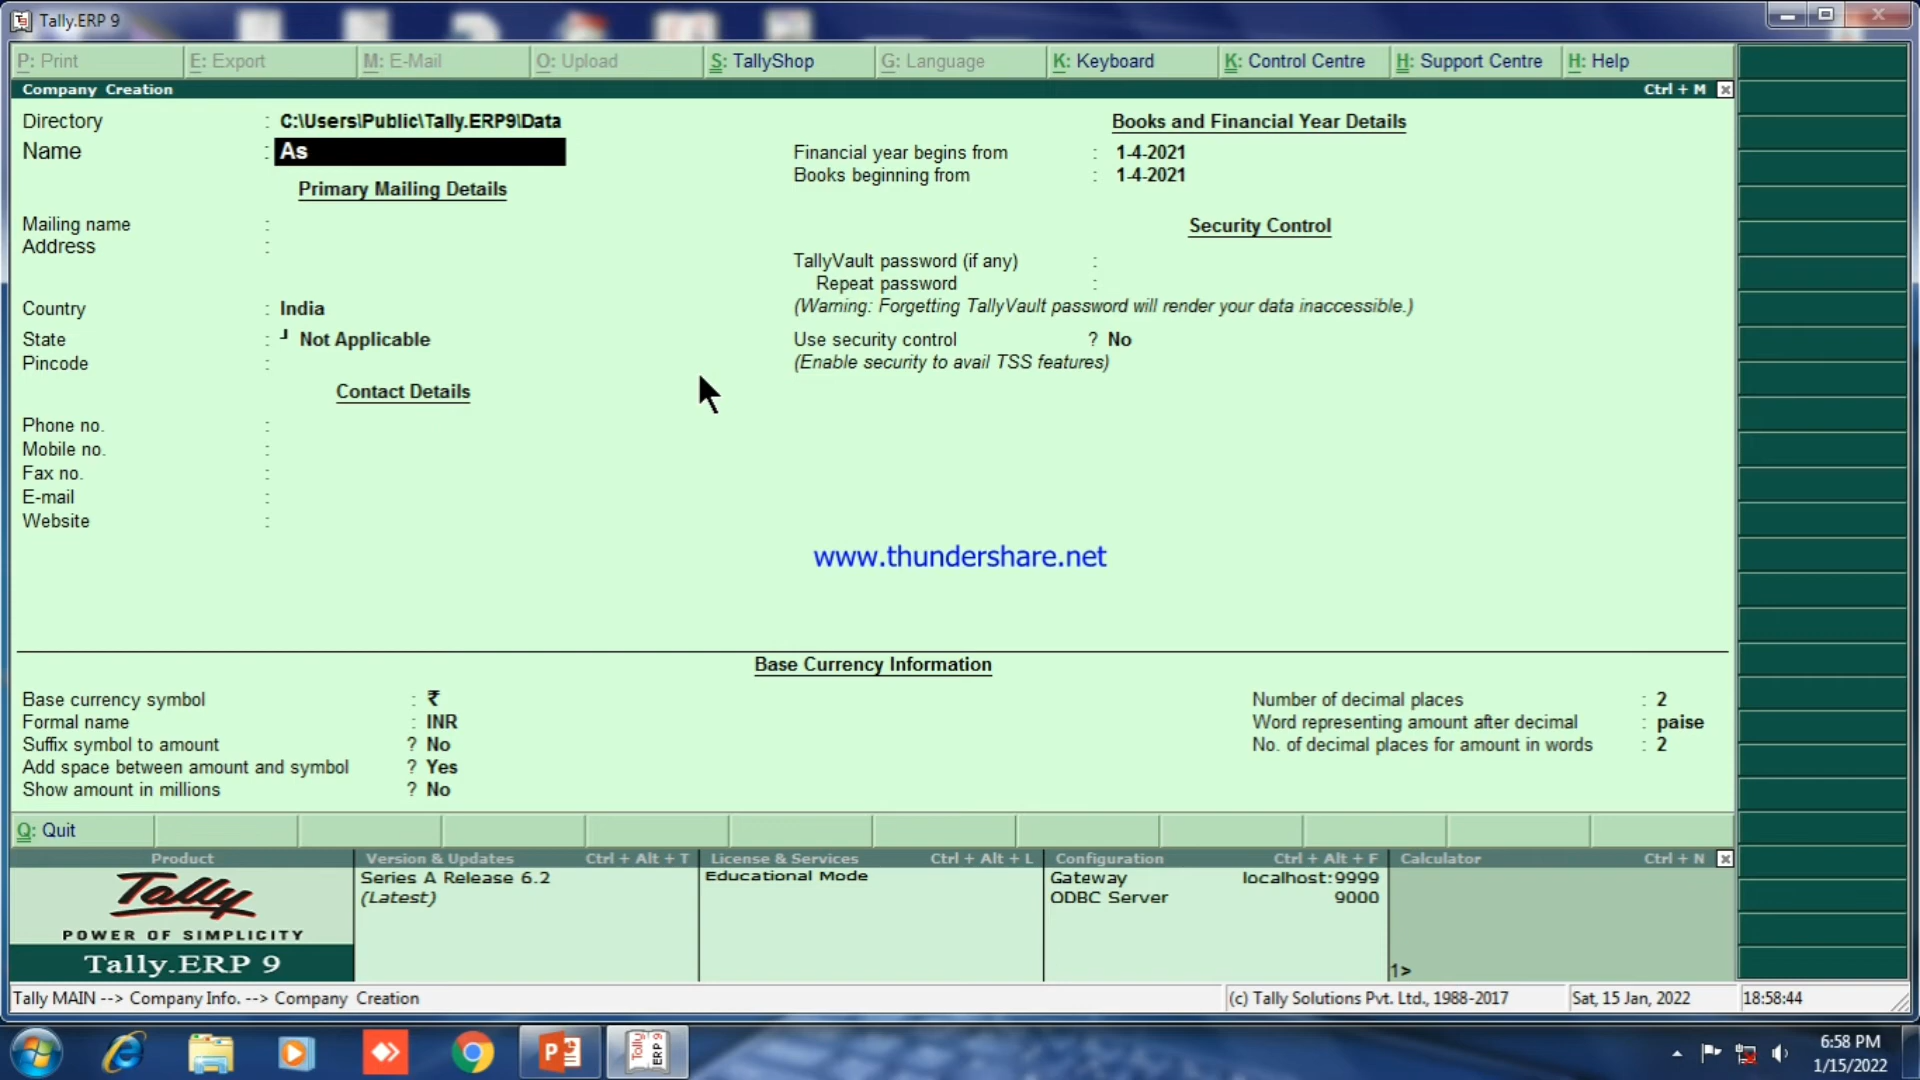 Tally.ERP 9
P: Print
E: Export
M: E-Mail
O: Upload
S: TallyShop
G: Language
K: Keyboard
K: Control Centre
H: Support Centre
H: Help
Company Creation
Ctrl + M
Directory : C:\Users\Public\Tally.ERP9\Data
Name : As
Primary Mailing Details
Mailing name :
Address :
Country : India
State : ┘ Not Applicable
Pincode :
Contact Details
Phone no. :
Mobile no. :
Fax no. :
E-mail :
Website :
Books and Financial Year Details
Financial year begins from : 1-4-2021
Books beginning from : 1-4-2021
Security Control
TallyVault password (if any) :
Repeat password :
(Warning: Forgetting TallyVault password will render your data inaccessible.)
Use security control ? No
(Enable security to avail TSS features)
www.thundershare.net
Base Currency Information
Base currency symbol : ₹
Formal name : INR
Suffix symbol to amount ? No
Add space between amount and symbol ? Yes
Show amount in millions ? No
Number of decimal places : 2
Word representing amount after decimal : paise
No. of decimal places for amount in words : 2
Q: Quit
Product
Tally
POWER OF SIMPLICITY
Tally.ERP 9
Version & Updates Ctrl + Alt + T
Series A Release 6.2
(Latest)
License & Services Ctrl + Alt + L
Educational Mode
Configuration Ctrl + Alt + F
Gateway localhost:9999
ODBC Server 9000
Calculator Ctrl + N
1>
Tally MAIN --> Company Info. --> Company Creation
(c) Tally Solutions Pvt. Ltd., 1988-2017
Sat, 15 Jan, 2022
18:58:44
Tally
ERP 9
6:58 PM
1/15/2022